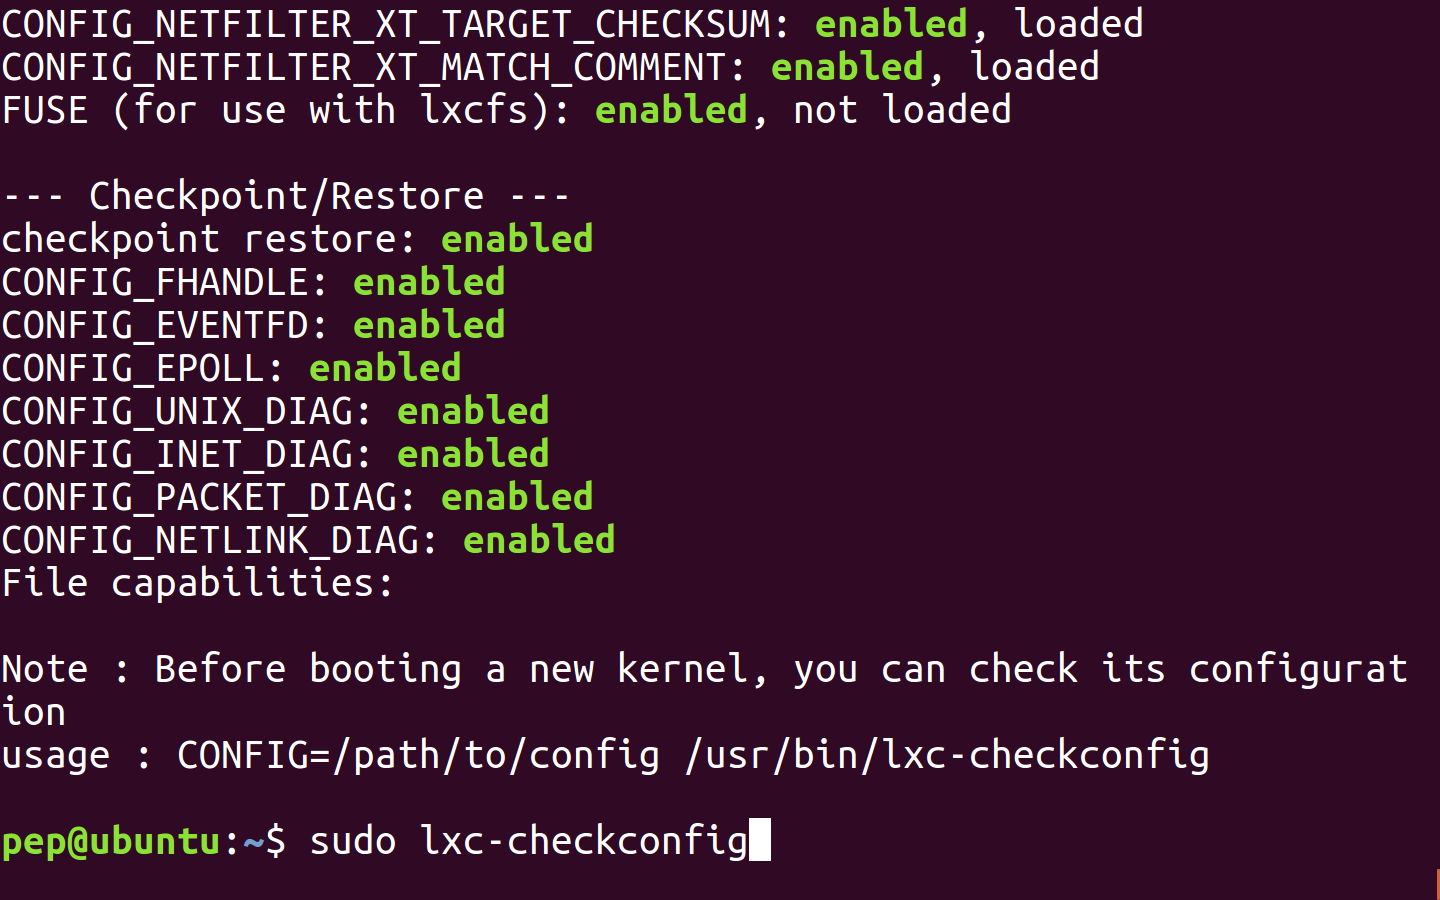 CONFIG_NETFILTER_XT_TARGET_CHECKSUM: enabled, loaded
CONFIG_NETFILTER_XT_MATCH_COMMENT: enabled, loaded
FUSE (for use with lxcfs): enabled, not loaded
--- Checkpoint/Restore ---
checkpoint restore: enabled
CONFIG_FHANDLE: enabled
CONFIG_EVENTFD: enabled
CONFIG_EPOLL: enabled
CONFIG_UNIX_DIAG: enabled
CONFIG_INET_DIAG: enabled
CONFIG_PACKET_DIAG: enabled
CONFIG_NETLINK_DIAG: enabled
File capabilities:
Note : Before booting a new kernel, you can check its configurat
ion
usage : CONFIG=/path/to/config /usr/bin/lxc-checkconfig
pep@ubuntu:~$ sudo lxc-checkconfig